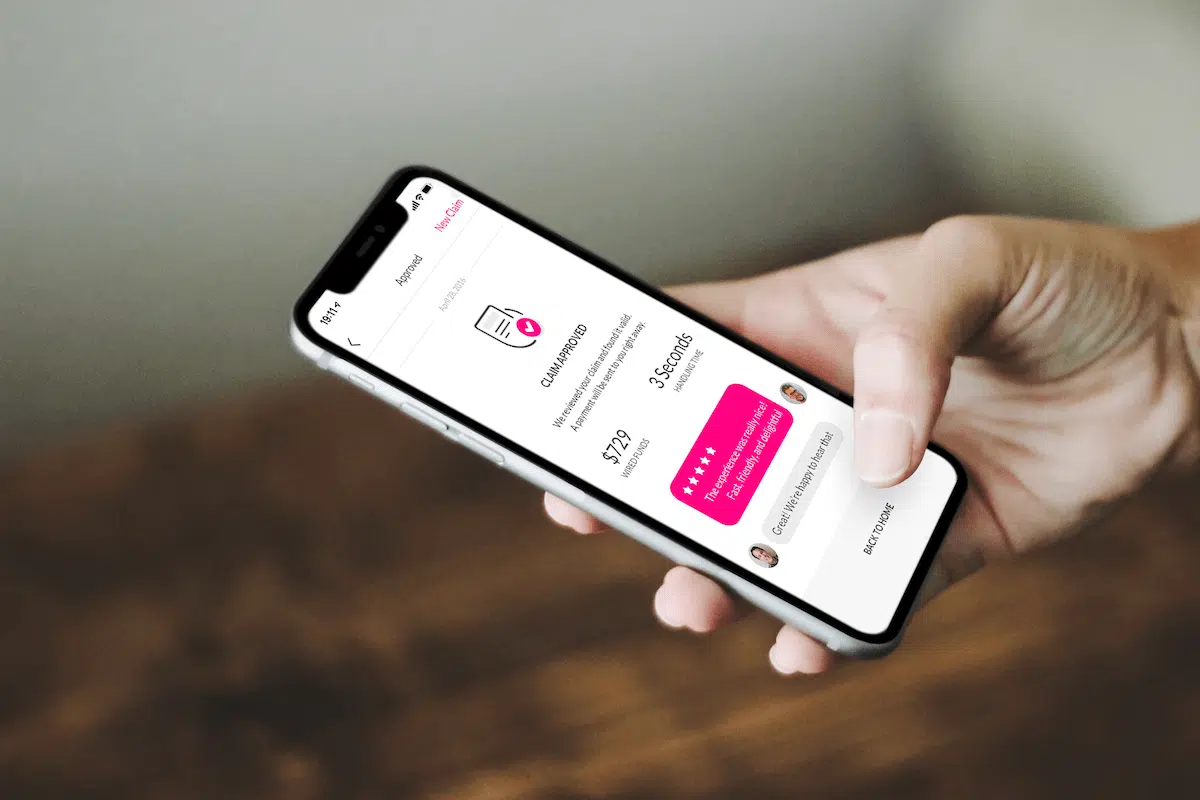 19:11
Approved
New Claim
April 28, 2016
CLAIM APPROVED
We reviewed your claim and found it valid.
A payment will be sent to you right away.
$729
WIRED FUNDS
3 Seconds
HANDLING TIME
★★★★★
The experience was really nice!
Fast, friendly, and delightful
Great! We're happy to hear that
BACK TO HOME